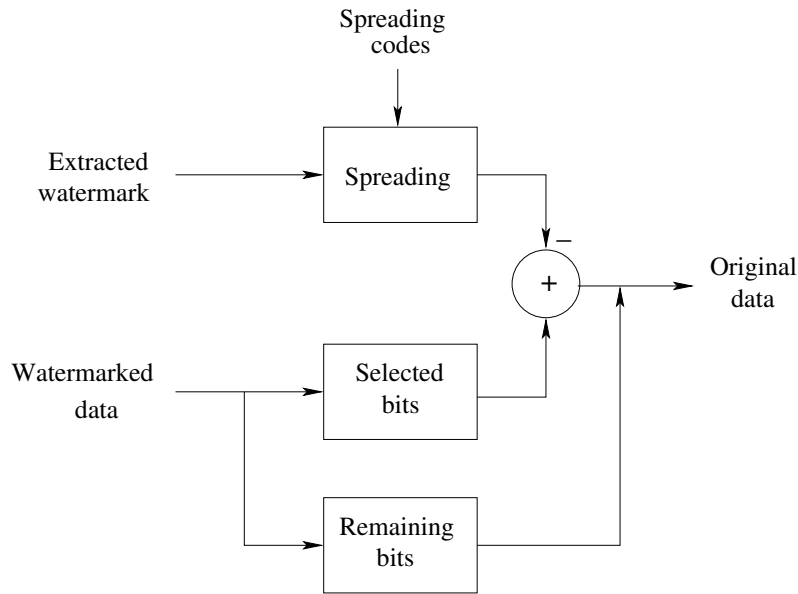 Spreading
codes
Extracted
watermark
Spreading
−
+
Original
data
Watermarked
data
Selected
bits
Remaining
bits